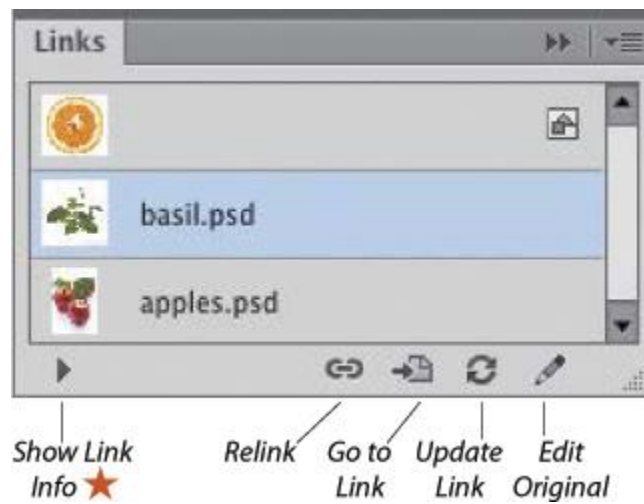 Links
basil.psd
apples.psd
Show Link Info
Relink
Go to Link
Update Link
Edit Original